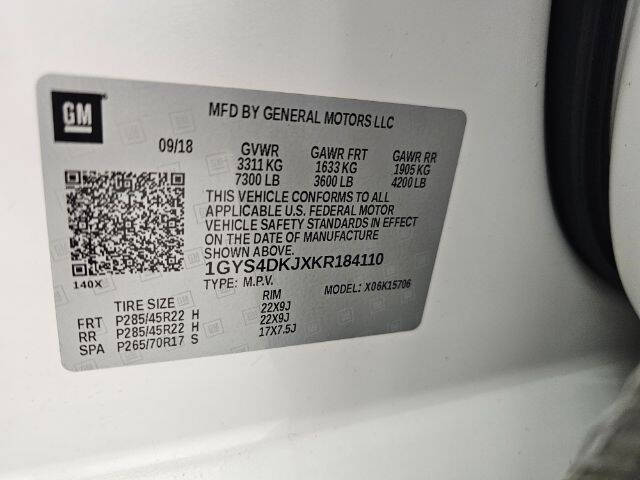 GM
MFD BY GENERAL MOTORS LLC
09/18 GVWR GAWR FRT GAWR RR
3311 KG 1633 KG 1905 KG
7300 LB 3600 LB 4200 LB
THIS VEHICLE CONFORMS TO ALL
APPLICABLE U.S. FEDERAL MOTOR
VEHICLE SAFETY STANDARDS IN EFFECT
ON THE DATE OF MANUFACTURE
SHOWN ABOVE.
1GYS4DKJXKR184110
140X TYPE: M.P.V. MODEL: X06K15706
TIRE SIZE RIM
FRT P285/45R22 H 22X9J
RR P285/45R22 H 22X9J
SPA P265/70R17 S 17X7.5J